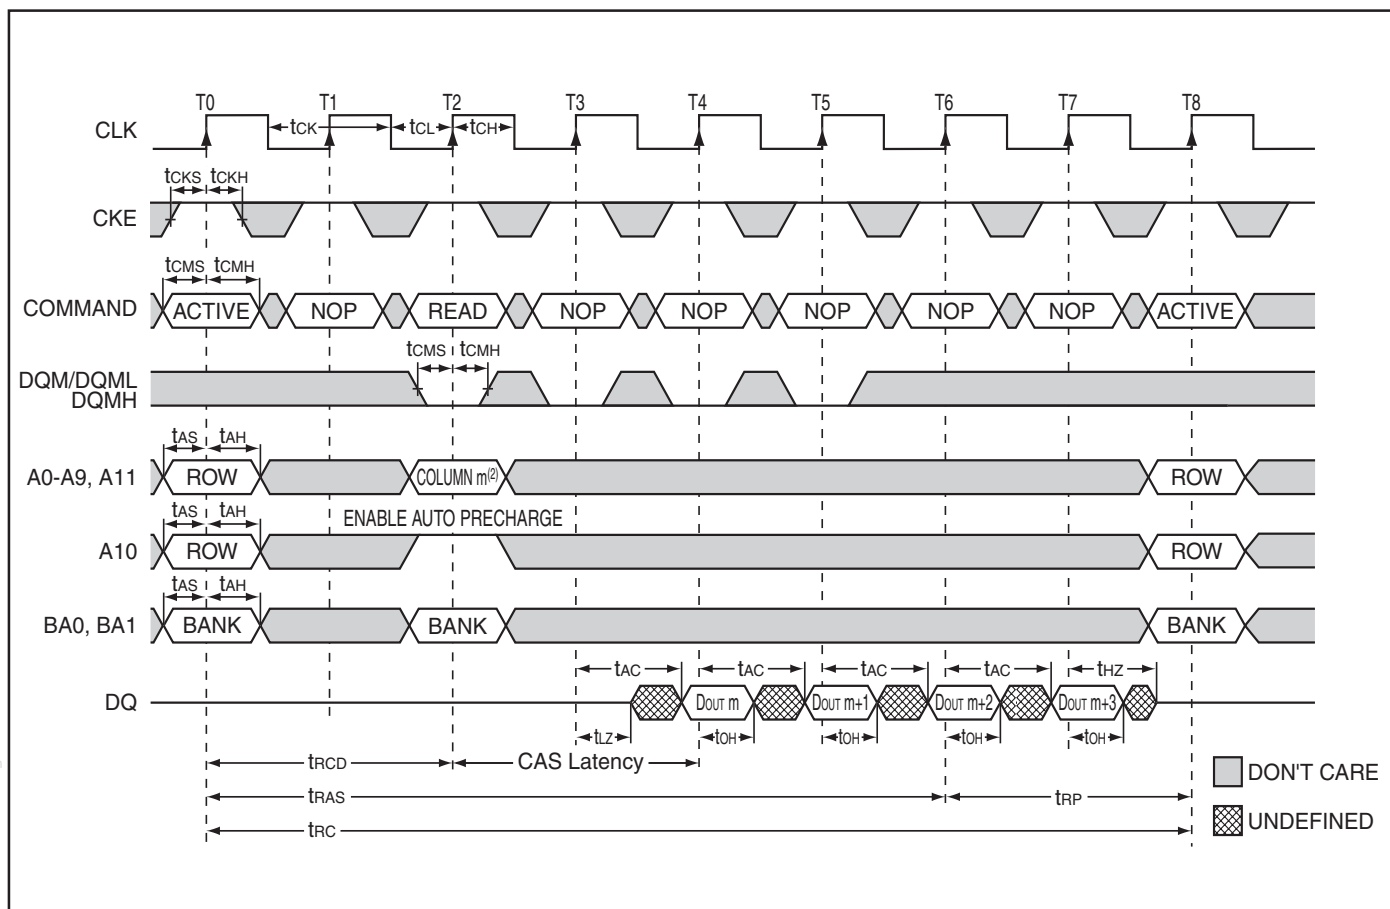 T0 T1 T2 T3 T4 T5 T6 T7 T8
CLK tCK tCL tCH
tCKS tCKH
CKE
tCMS tCMH
COMMAND ACTIVE NOP READ NOP NOP NOP NOP NOP ACTIVE
tCMS tCMH
DQM/DQML
DQMH
tAS tAH
A0-A9, A11 ROW COLUMN m(2) ROW
tAS tAH ENABLE AUTO PRECHARGE
A10 ROW ROW
tAS tAH
BA0, BA1 BANK BANK BANK
tAC tAC tAC tAC tHZ
DQ DOUT m DOUT m+1 DOUT m+2 DOUT m+3
tLZ tOH tOH tOH tOH
tRCD CAS Latency
DON'T CARE
tRAS tRP
UNDEFINED
tRC